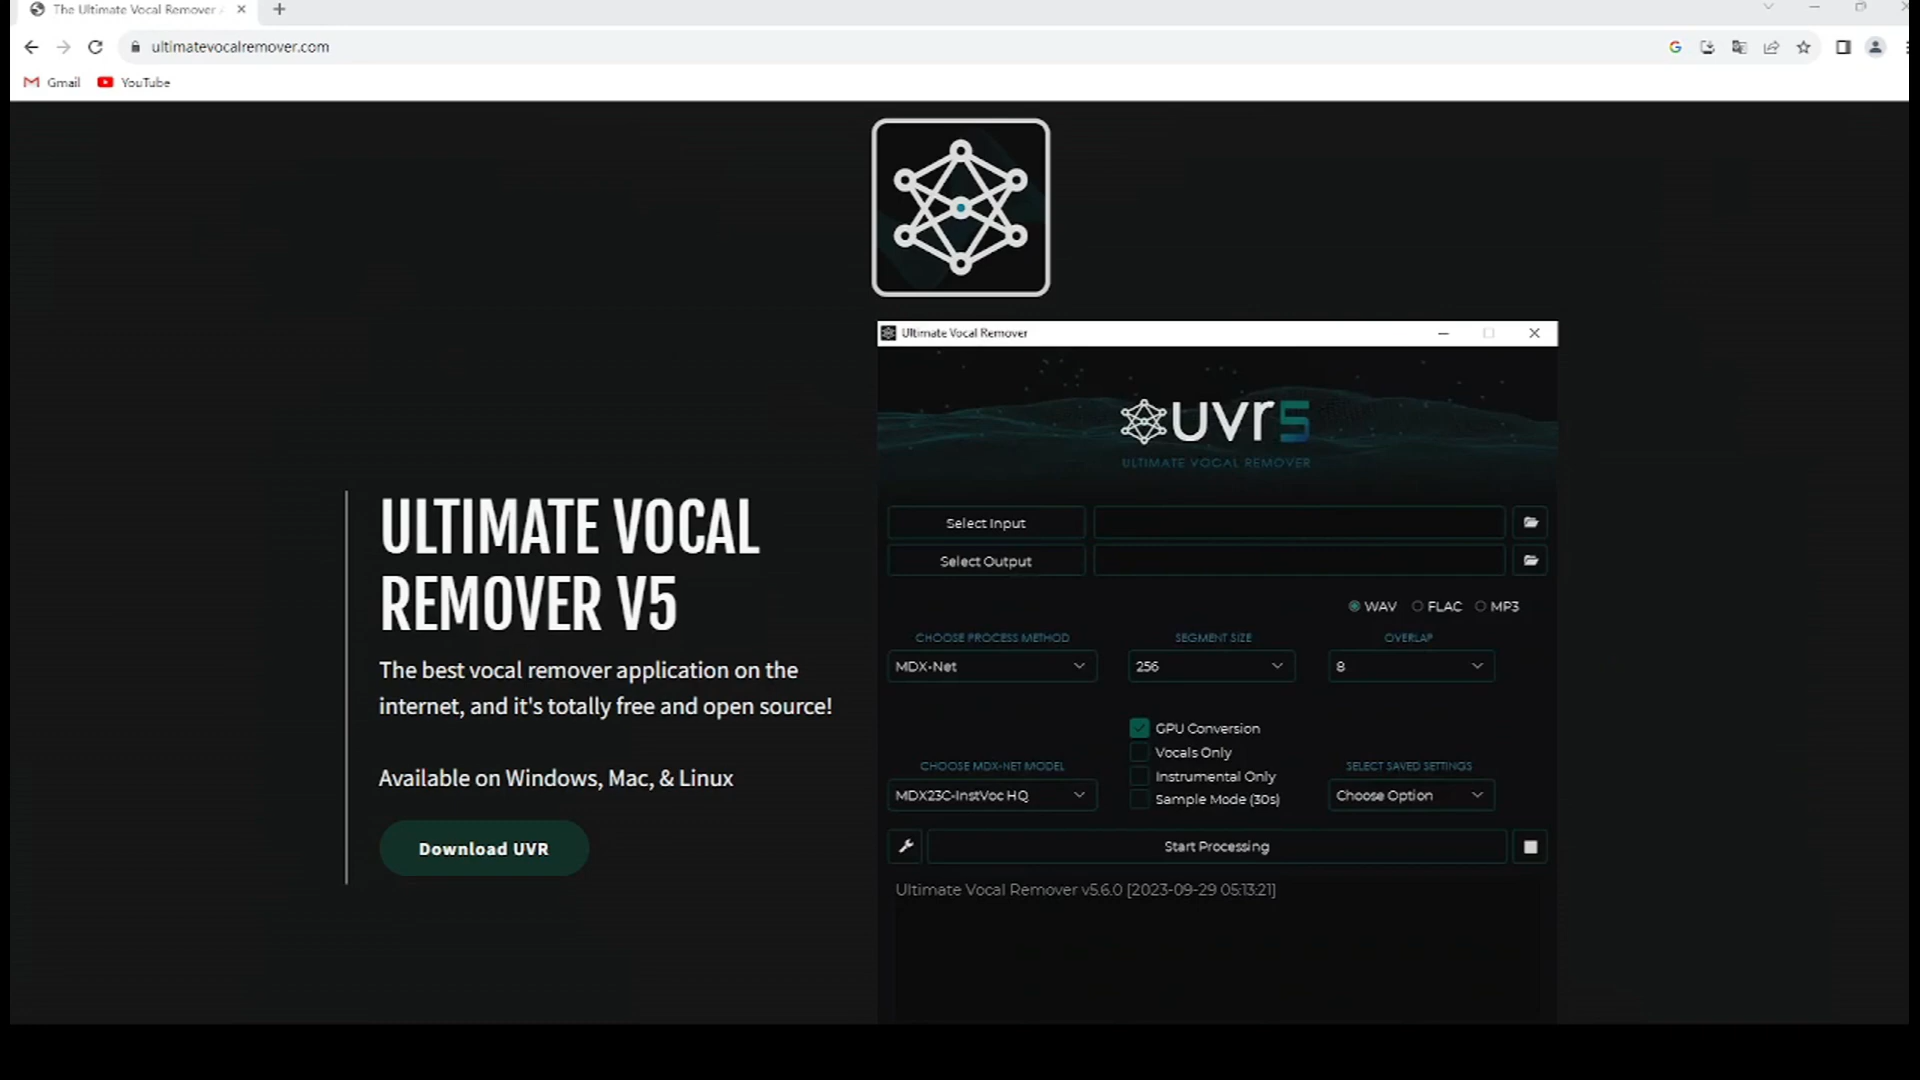 The Ultimate Vocal Remover
ultimatevocalremover.com
Gmail
YouTube
Ultimate Vocal Remover
uvr5
ULTIMATE VOCAL REMOVER
ULTIMATE VOCAL
REMOVER V5
The best vocal remover application on the
internet, and it's totally free and open source!
Available on Windows, Mac, & Linux
Download UVR
Select Input
Select Output
WAV FLAC MP3
CHOOSE PROCESS METHOD
SEGMENT SIZE
OVERLAP
MDX-Net
256
8
GPU Conversion
Vocals Only
Instrumental Only
Sample Mode (30s)
CHOOSE MDX-NET MODEL
MDX23C-InstVoc HQ
SELECT SAVED SETTINGS
Choose Option
Start Processing
Ultimate Vocal Remover v5.6.0 [2023-09-29 05:13:21]